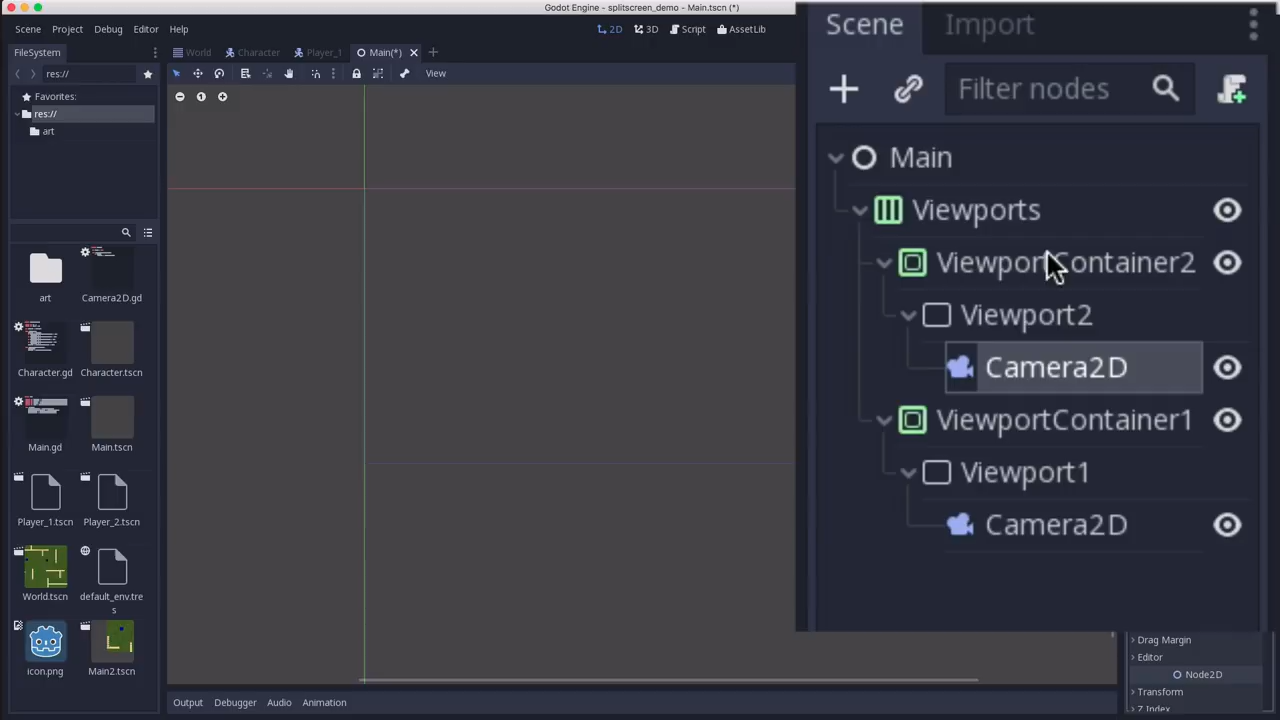 Godot Engine - splitscreen_demo - Main.tscn (*)
Scene Project Debug Editor Help
2D 3D Script AssetLib
FileSystem
World Character Player_1 Main(*)
res://
View
Favorites:
res://
art
art
Camera2D.gd
Character.gd
Character.tscn
Main.gd
Main.tscn
Player_1.tscn
Player_2.tscn
World.tscn
default_env.tre
s
icon.png
Main2.tscn
Output Debugger Audio Animation
Scene Import
Filter nodes
Main
Viewports
ViewportContainer2
Viewport2
Camera2D
ViewportContainer1
Viewport1
Camera2D
Drag Margin
Editor
Node2D
Transform
Z Index